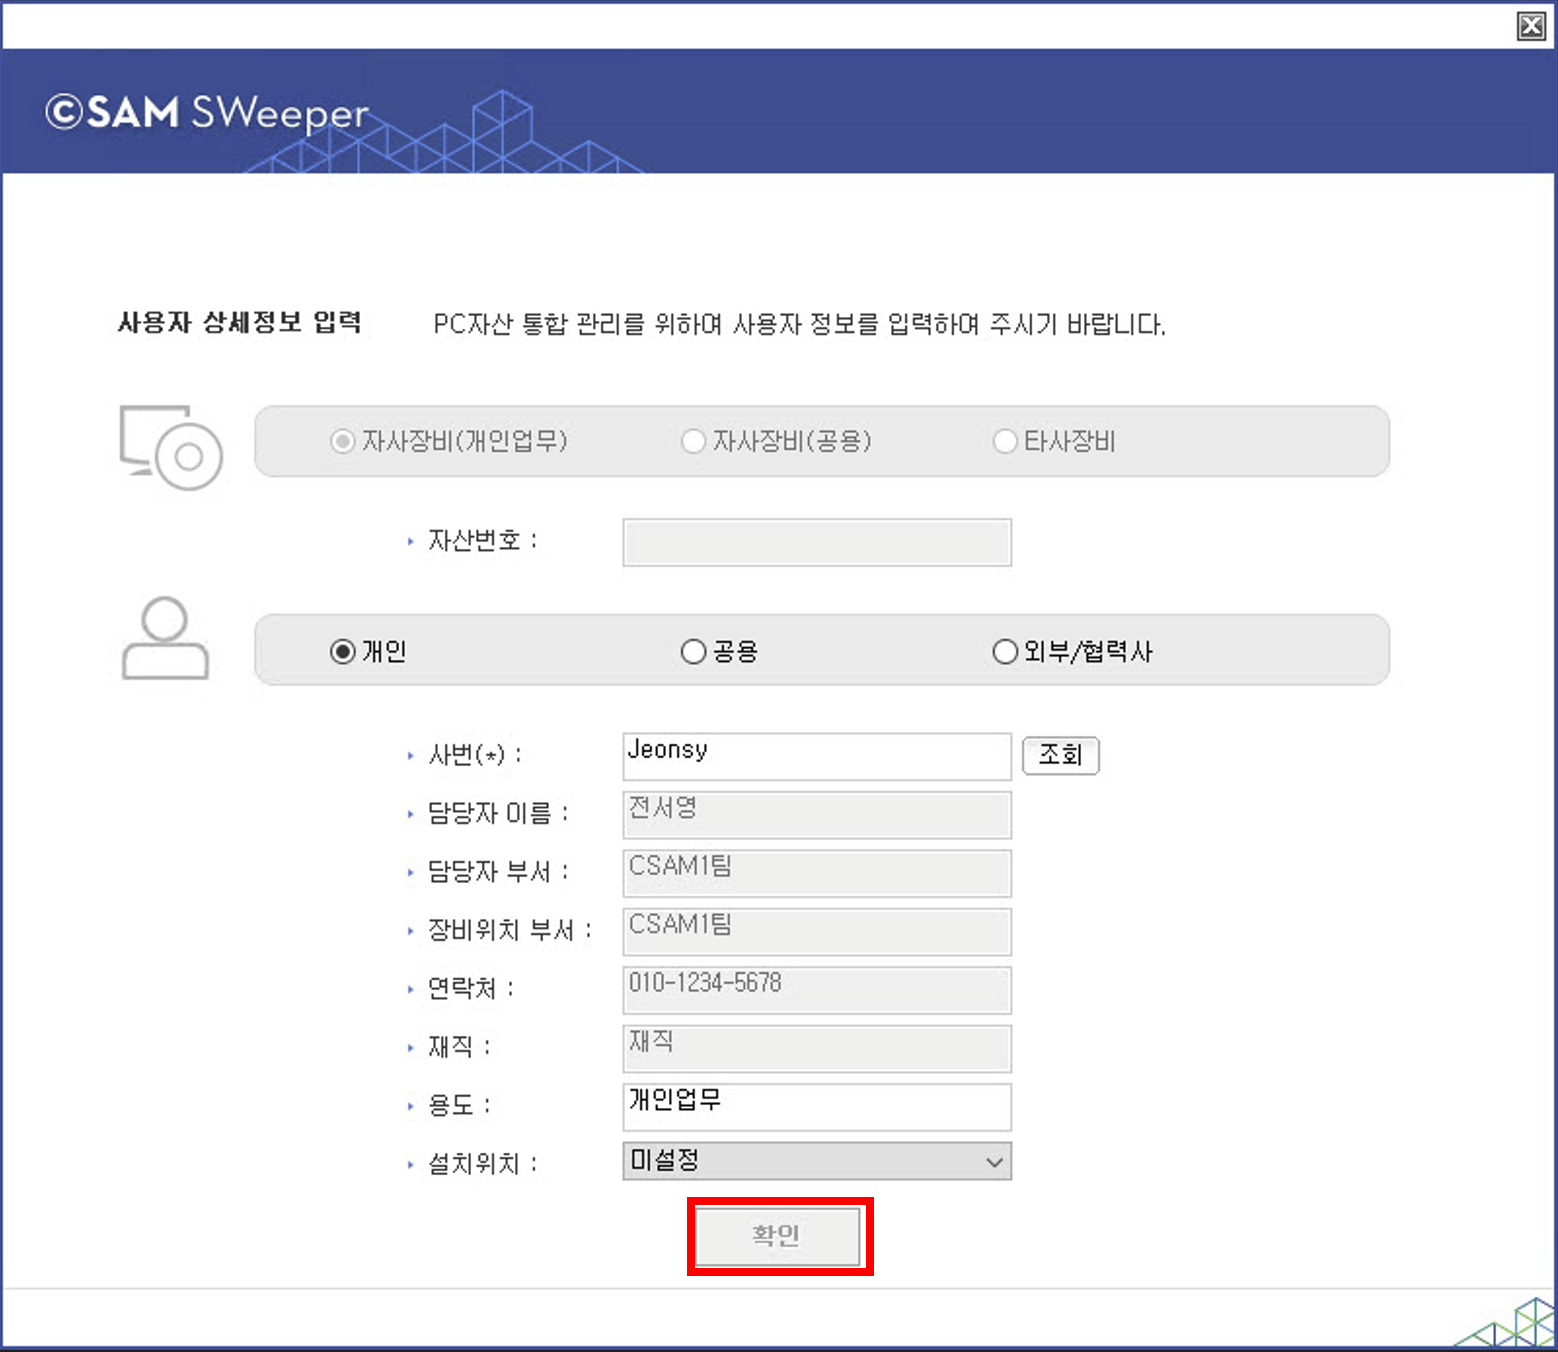 ©SAM SWeeper
사용자 상세정보 입력 PC자산 통합 관리를 위하여 사용자 정보를 입력하여 주시기 바랍니다.
자사장비(개인업무) 자사장비(공용) 타사장비
자산번호 :
개인 공용 외부/협력사
사번(*) : Jeonsy 조회
담당자 이름 : 전서영
담당자 부서 : CSAM1팀
장비위치 부서 : CSAM1팀
연락처 : 010-1234-5678
재직 : 재직
용도 : 개인업무
설치위치 : 미설정
확인